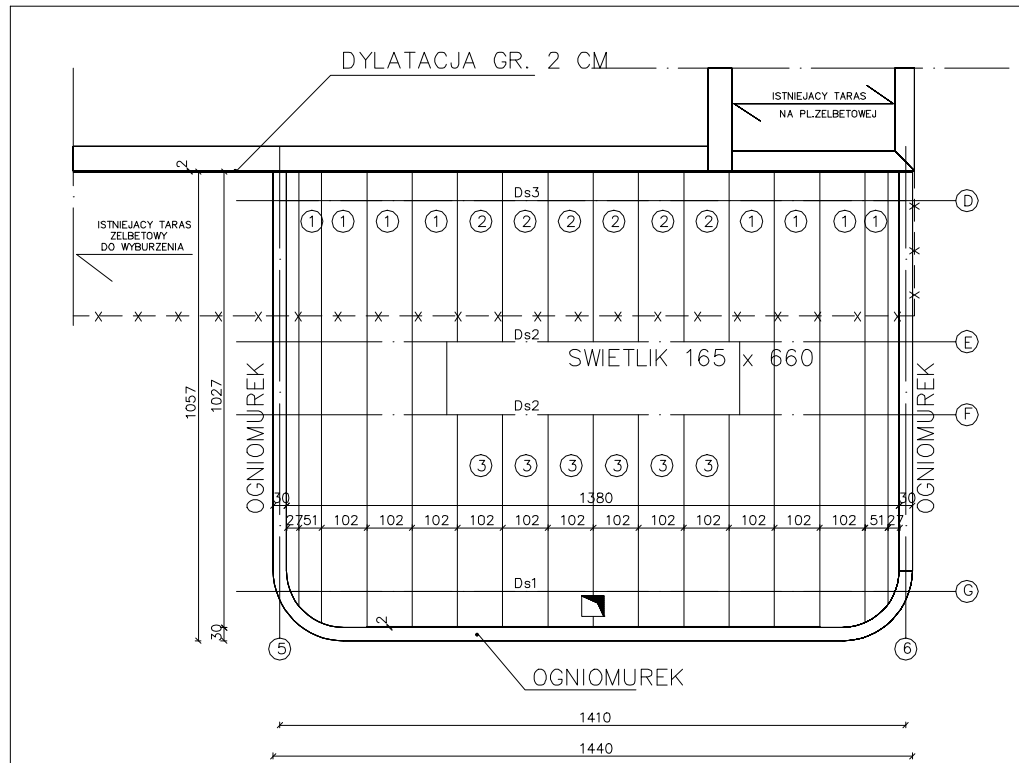 DYLATACJA GR. 2 CM
ISTNIEJACY TARAS
NA PL.ZELBETOWEJ
2
Ds3
D
1 1 1 1 2 2 2 2 2 2 1 1 1 1
ISTNIEJACY TARAS
ZELBETOWY
DO WYBURZENIA
X X X
X X X X X X X X X X X X X X X X X X X X X
Ds2
E
SWIETLIK 165 x 660
OGNIOMUREK
OGNIOMUREK
1057
1027
Ds2
F
3 3 3 3 3 3
30 1380 30
27 51 102 102 102 102 102 102 102 102 102 102 102 102 51 27
Ds1
G
2
30
5
6
OGNIOMUREK
1410
1440